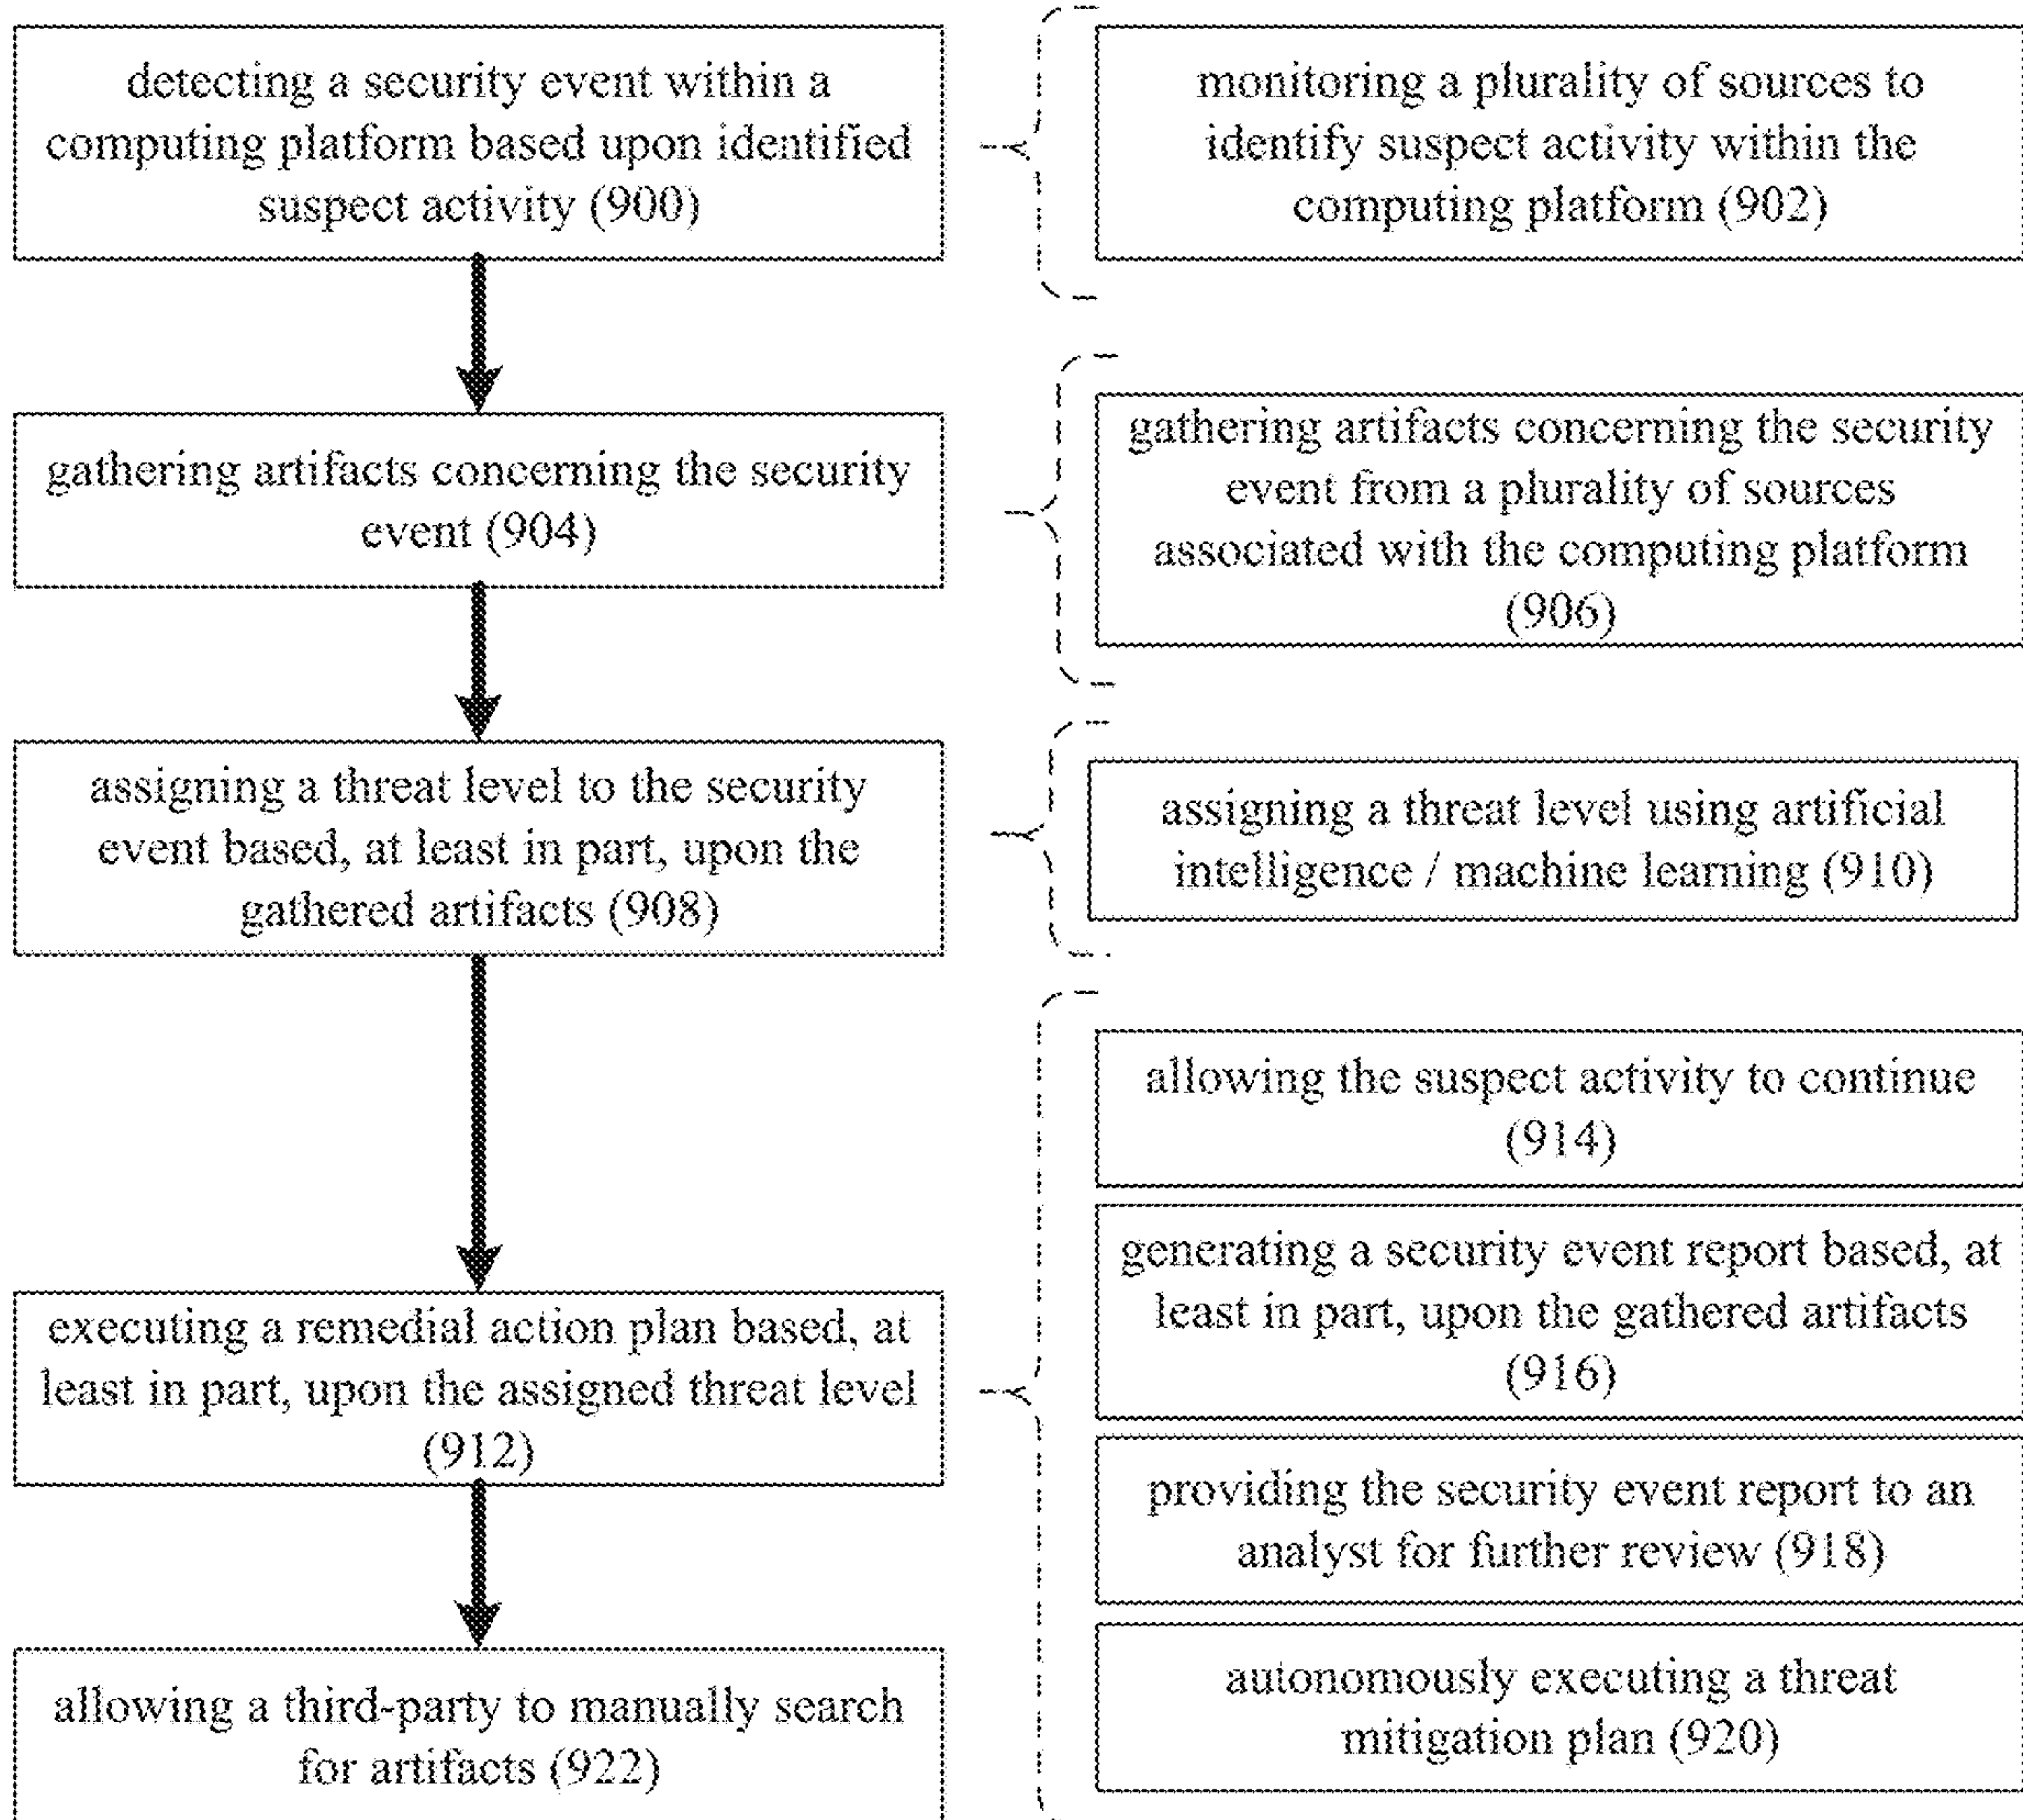 detecting a security event within a
computing platform based upon identified
suspect activity (900)
monitoring a plurality of sources to
identify suspect activity within the
computing platform (902)
gathering artifacts concerning the security
event (904)
gathering artifacts concerning the security
event from a plurality of sources
associated with the computing platform
(906)
assigning a threat level to the security
event based, at least in part, upon the
gathered artifacts (908)
assigning a threat level using artificial
intelligence / machine learning (910)
executing a remedial action plan based, at
least in part, upon the assigned threat level
(912)
allowing the suspect activity to continue
(914)
generating a security event report based, at
least in part, upon the gathered artifacts
(916)
providing the security event report to an
analyst for further review (918)
autonomously executing a threat
mitigation plan (920)
allowing a third-party to manually search
for artifacts (922)